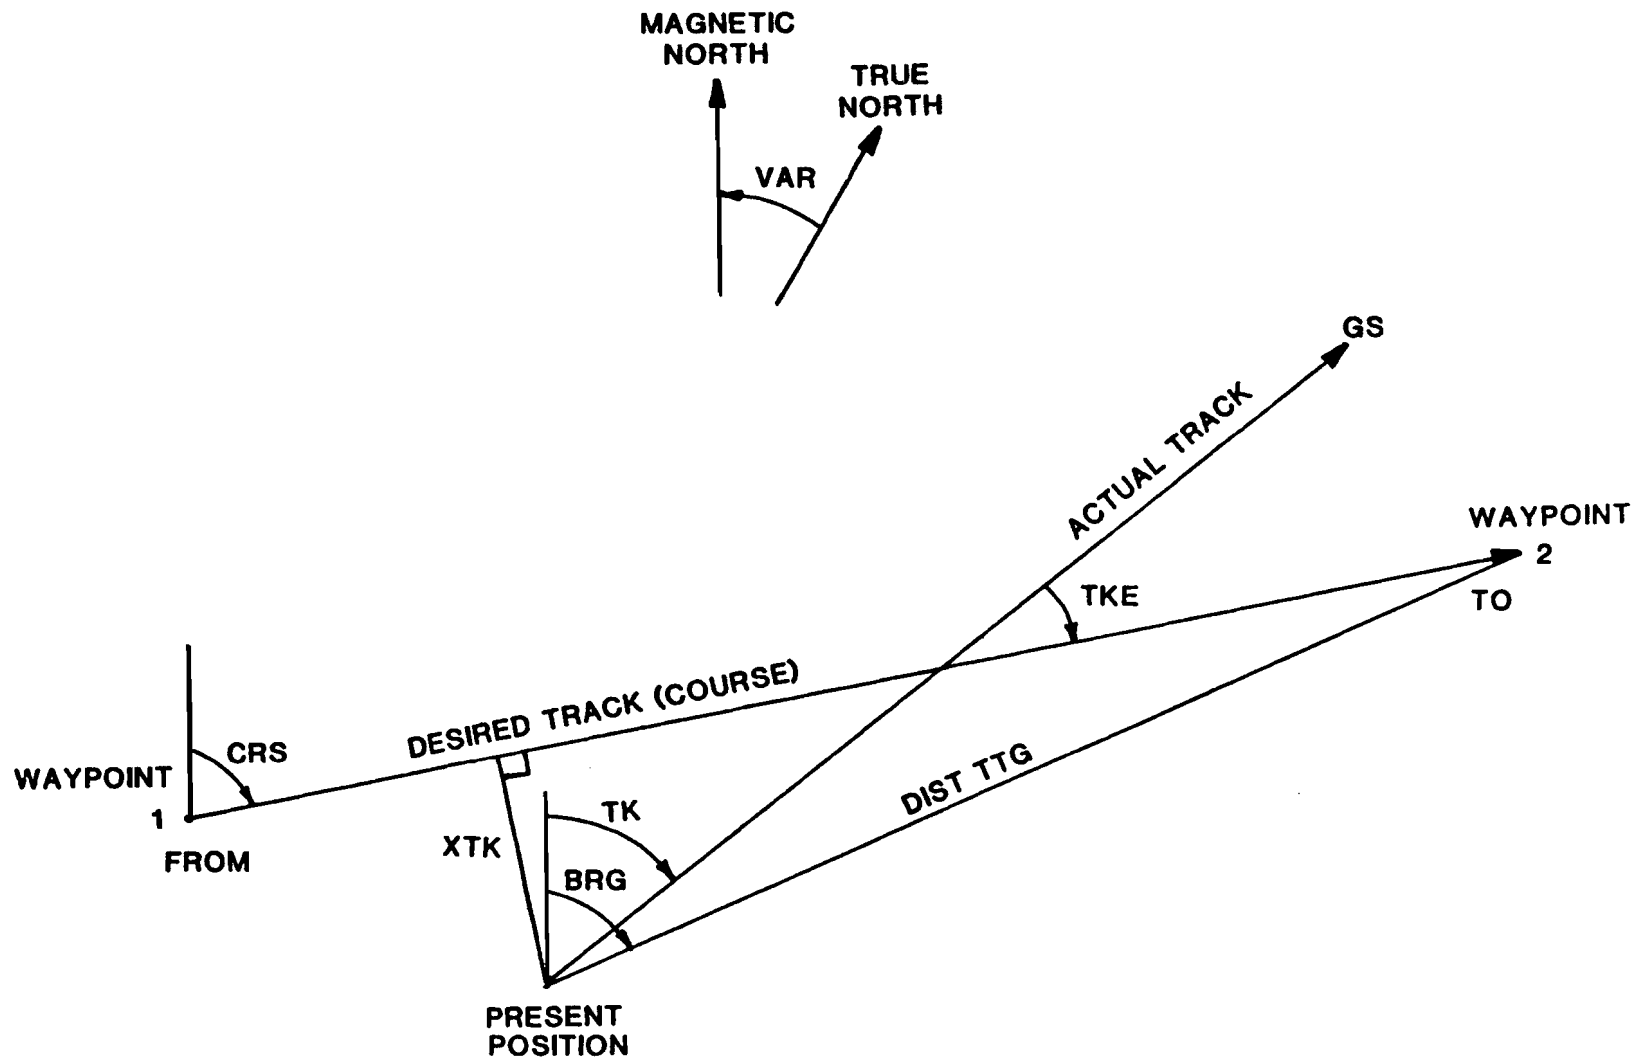 MAGNETIC
NORTH
TRUE
NORTH
VAR
GS
ACTUAL TRACK
WAYPOINT
2
TO
TKE
DESIRED TRACK (COURSE)
CRS
WAYPOINT
1
FROM
XTK
TK
BRG
DIST TTG
PRESENT
POSITION